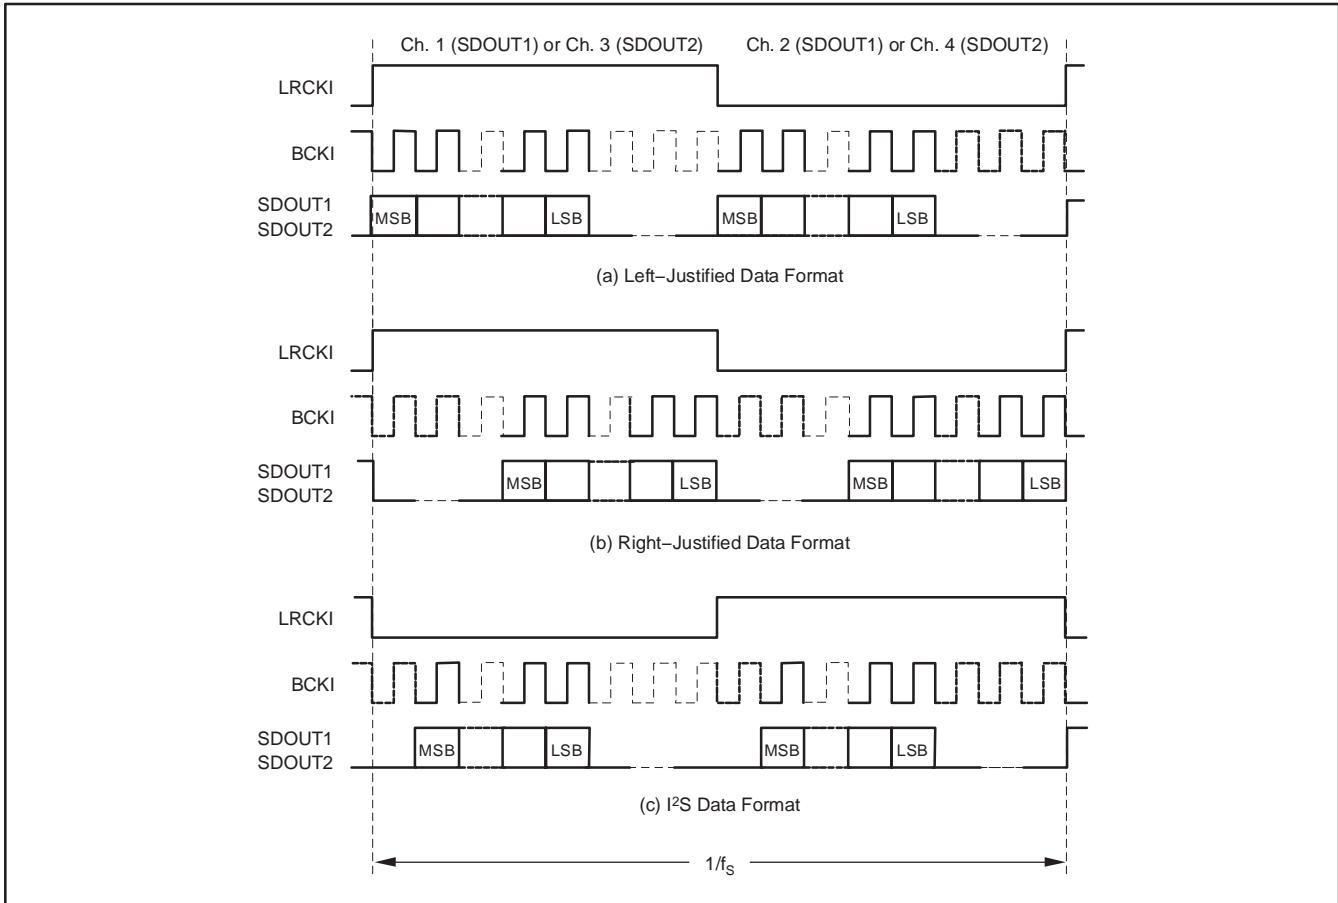 Ch. 1 (SDOUT1) or Ch. 3 (SDOUT2) Ch. 2 (SDOUT1) or Ch. 4 (SDOUT2)
LRCKI
BCKI
SDOUT1
SDOUT2
MSB LSB MSB LSB
(a) Left−Justified Data Format
LRCKI
BCKI
SDOUT1
SDOUT2
MSB LSB MSB LSB
(b) Right−Justified Data Format
LRCKI
BCKI
SDOUT1
SDOUT2
MSB LSB MSB LSB
(c) I²S Data Format
1/fS